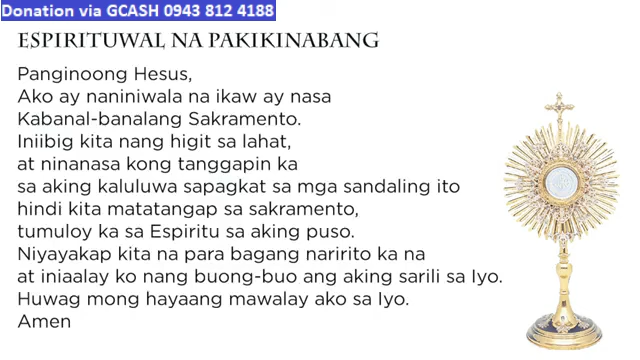 Donation via GCASH 0943 812 4188
ESPIRITUWAL NA PAKIKINABANG
Panginoong Hesus,
Ako ay naniniwala na ikaw ay nasa
Kabanal-banalang Sakramento.
Iniibig kita nang higit sa lahat,
at ninanasa kong tanggapin ka
sa aking kaluluwa sapagkat sa mga sandaling ito
hindi kita matatangap sa sakramento,
tumuloy ka sa Espiritu sa aking puso.
Niyayakap kita na para bagang naririto ka na
at iniaalay ko nang buong-buo ang aking sarili sa Iyo.
Huwag mong hayaang mawalay ako sa Iyo.
Amen